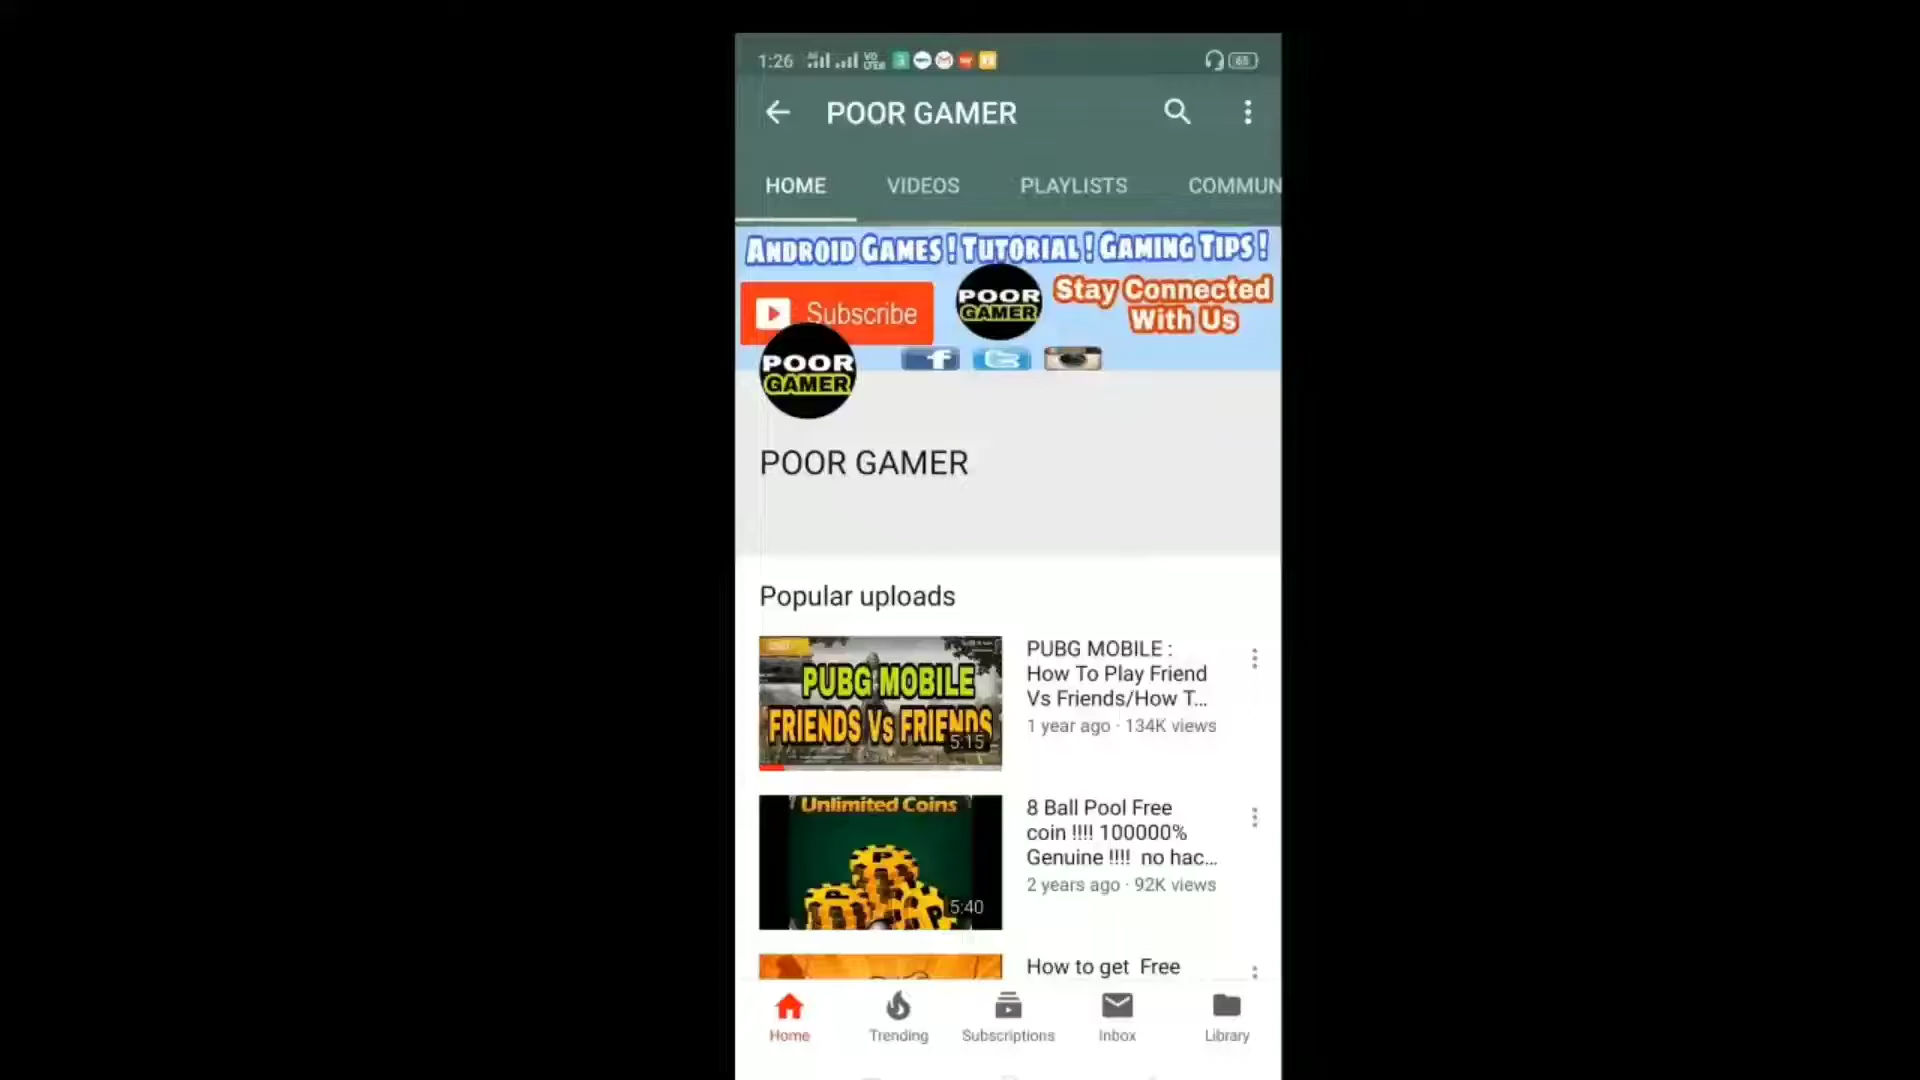 1:26
65
POOR GAMER
HOME VIDEOS PLAYLISTS COMMUN
ANDROID GAMES! TUTORIAL! GAMING TIPS!
Subscribe
POOR
GAMER
Stay Connected
With Us
POOR
GAMER
POOR GAMER
Popular uploads
PUBG MOBILE
FRIENDS Vs FRIENDS
5:15
PUBG MOBILE :
How To Play Friend
Vs Friends/How T...
1 year ago · 134K views
Unlimited Coins
5:40
8 Ball Pool Free
coin !!!! 100000%
Genuine !!!! no hac...
2 years ago · 92K views
How to get Free
Home Trending Subscriptions Inbox Library